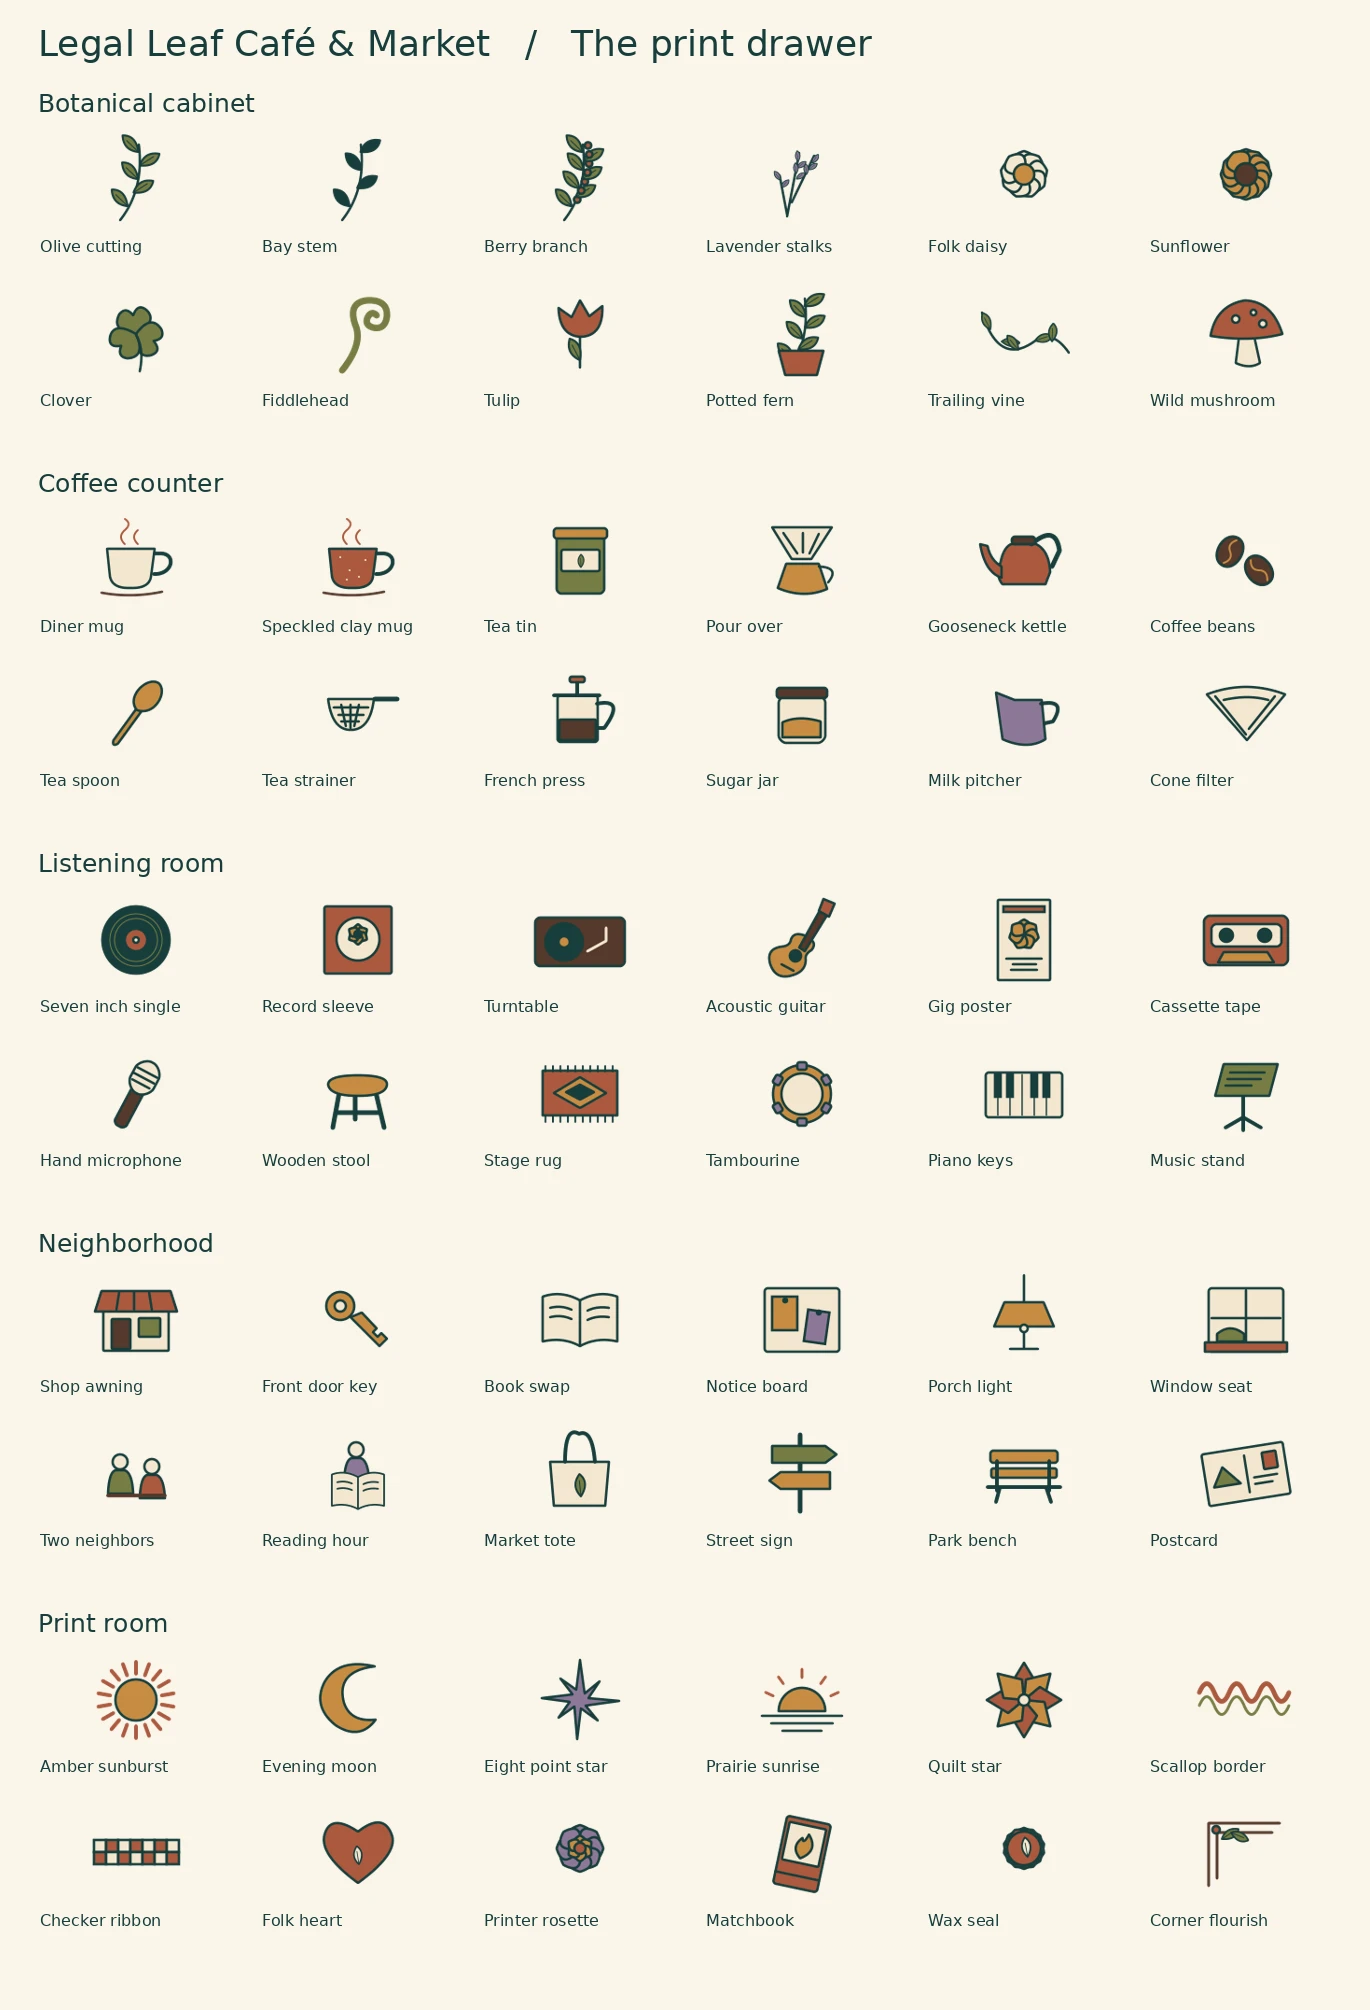 Legal Leaf Café & Market / The print drawer
Botanical cabinet
Olive cutting
Bay stem
Berry branch
Lavender stalks
Folk daisy
Sunflower
Clover
Fiddlehead
Tulip
Potted fern
Trailing vine
Wild mushroom
Coffee counter
Diner mug
Speckled clay mug
Tea tin
Pour over
Gooseneck kettle
Coffee beans
Tea spoon
Tea strainer
French press
Sugar jar
Milk pitcher
Cone filter
Listening room
Seven inch single
Record sleeve
Turntable
Acoustic guitar
Gig poster
Cassette tape
Hand microphone
Wooden stool
Stage rug
Tambourine
Piano keys
Music stand
Neighborhood
Shop awning
Front door key
Book swap
Notice board
Porch light
Window seat
Two neighbors
Reading hour
Market tote
Street sign
Park bench
Postcard
Print room
Amber sunburst
Evening moon
Eight point star
Prairie sunrise
Quilt star
Scallop border
Checker ribbon
Folk heart
Printer rosette
Matchbook
Wax seal
Corner flourish